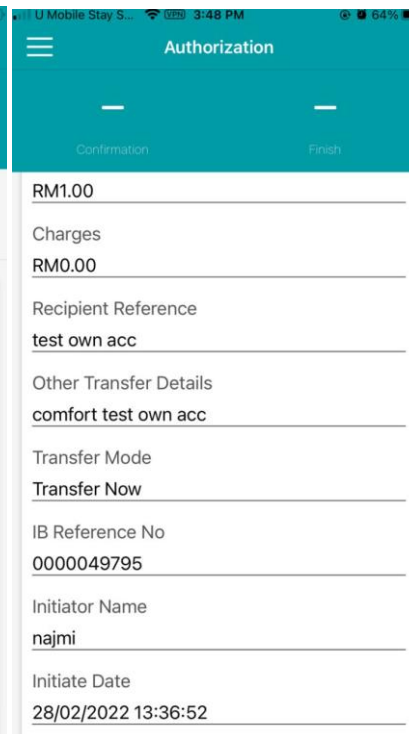 U Mobile Stay S... VPN 3:48 PM 64%
Authorization
Confirmation Finish
RM1.00
Charges
RM0.00
Recipient Reference
test own acc
Other Transfer Details
comfort test own acc
Transfer Mode
Transfer Now
IB Reference No
0000049795
Initiator Name
najmi
Initiate Date
28/02/2022 13:36:52